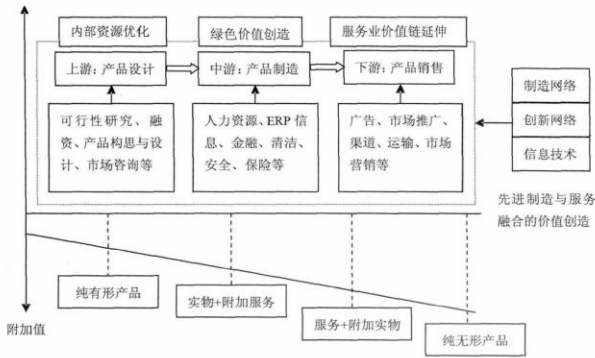 内部资源优化
绿色价值创造
服务业价值链延伸
上游：产品设计
中游：产品制造
下游：产品销售
可行性研究、融
资、产品构思与设
计、市场咨询等
人力资源、ERP 信
息、金融、清洁、
安全、保险等
广告、市场推广、
渠道、运输、市场
营销等
制造网络
创新网络
信息技术
先进制造与服务
融合的价值创造
纯有形产品
实物+附加服务
服务+附加实物
纯无形产品
附加值